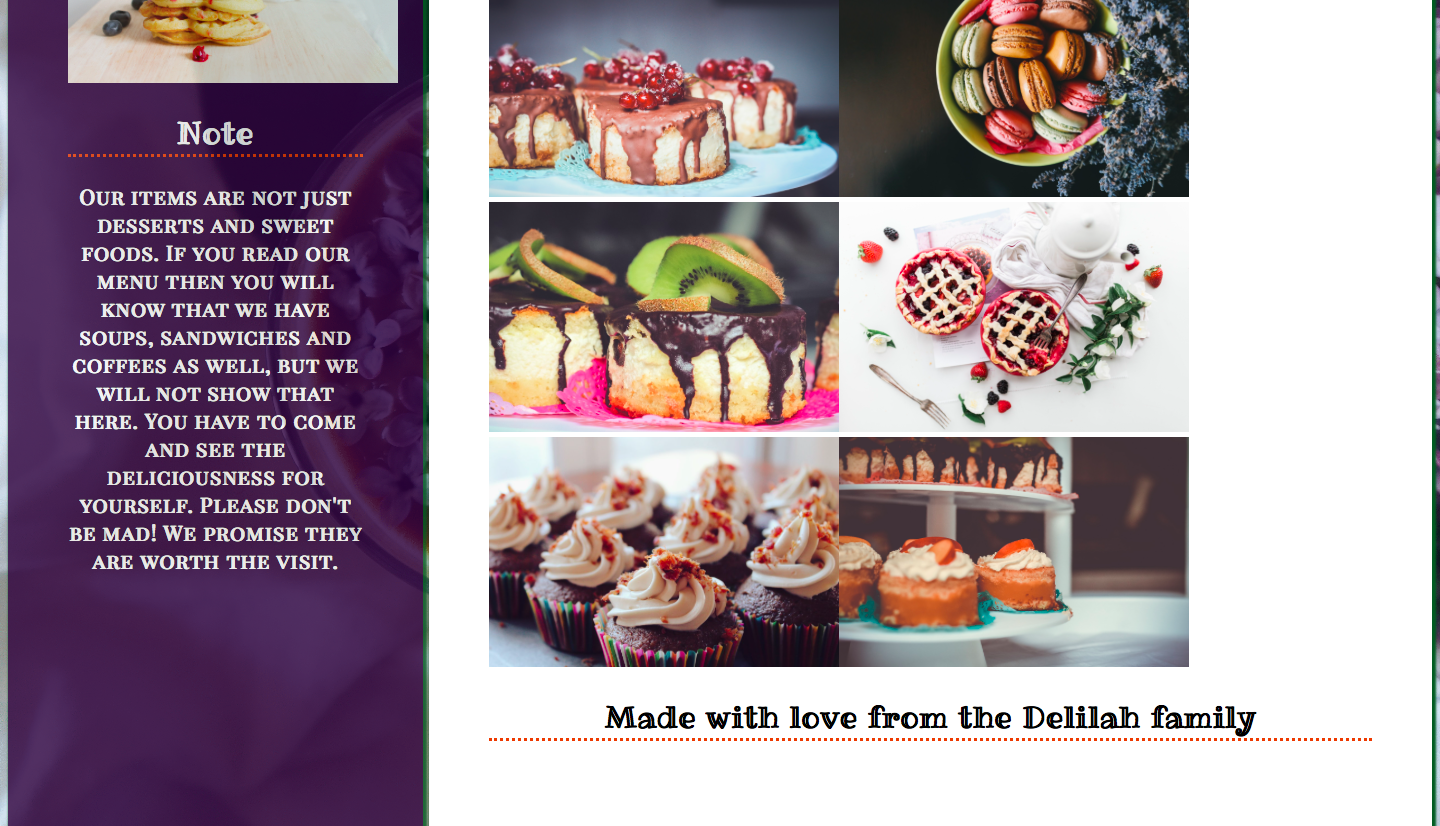 Note
Our items are not just
desserts and sweet
foods. If you read our
menu then you will
know that we have
soups, sandwiches and
coffees as well, but we
will not show that
here. You have to come
and see the
deliciousness for
yourself. Please don't
be mad! We promise they
are worth the visit.
Made with love from the Delilah family